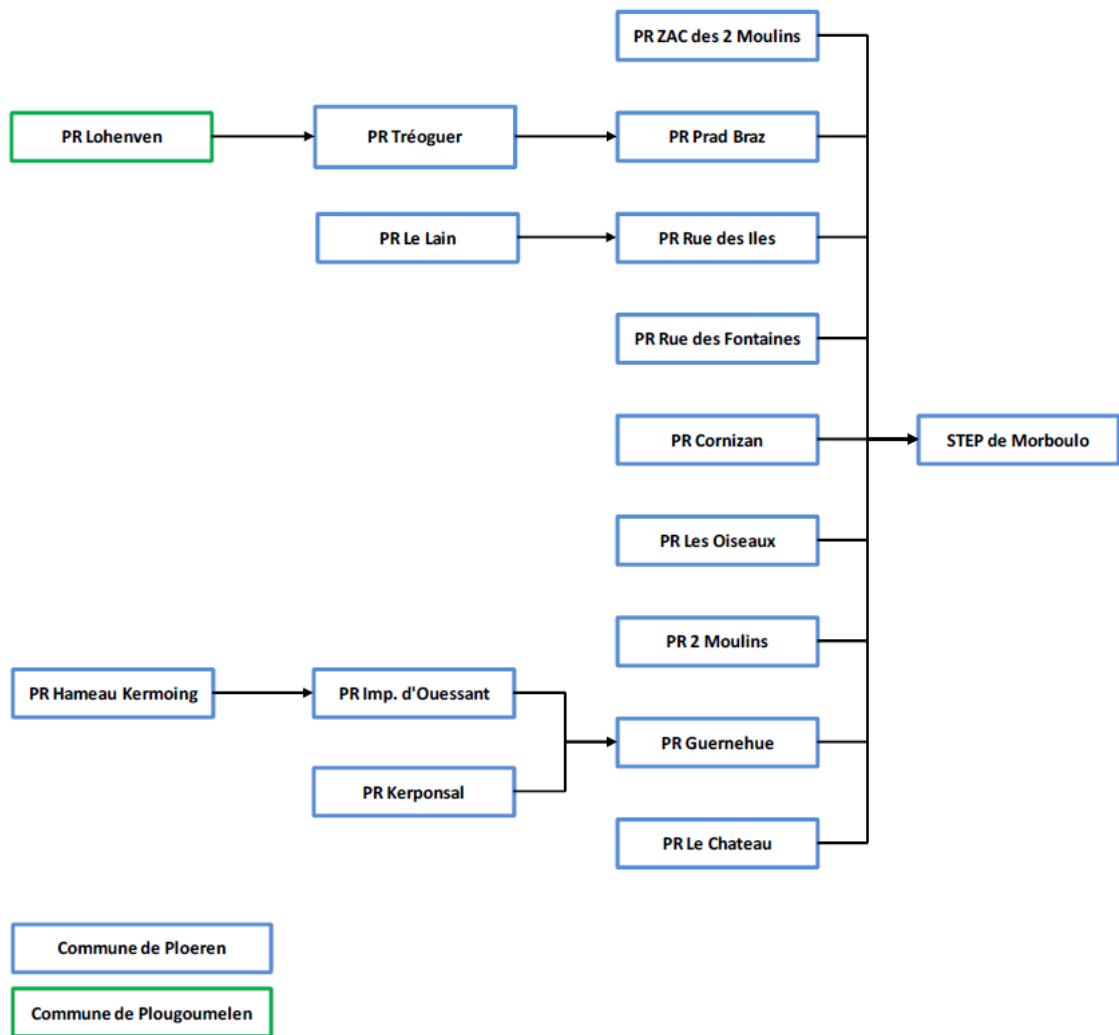 PR ZAC des 2 Moulins
PR Lohenven
PR Tréoguer
PR Prad Braz
PR Le Lain
PR Rue des Iles
PR Rue des Fontaines
PR Cornizan
STEP de Morboulo
PR Les Oiseaux
PR 2 Moulins
PR Hameau Kermoing
PR Imp. d'Ouessant
PR Guernehue
PR Kerponsal
PR Le Chateau
Commune de Ploeren
Commune de Plougoumelen